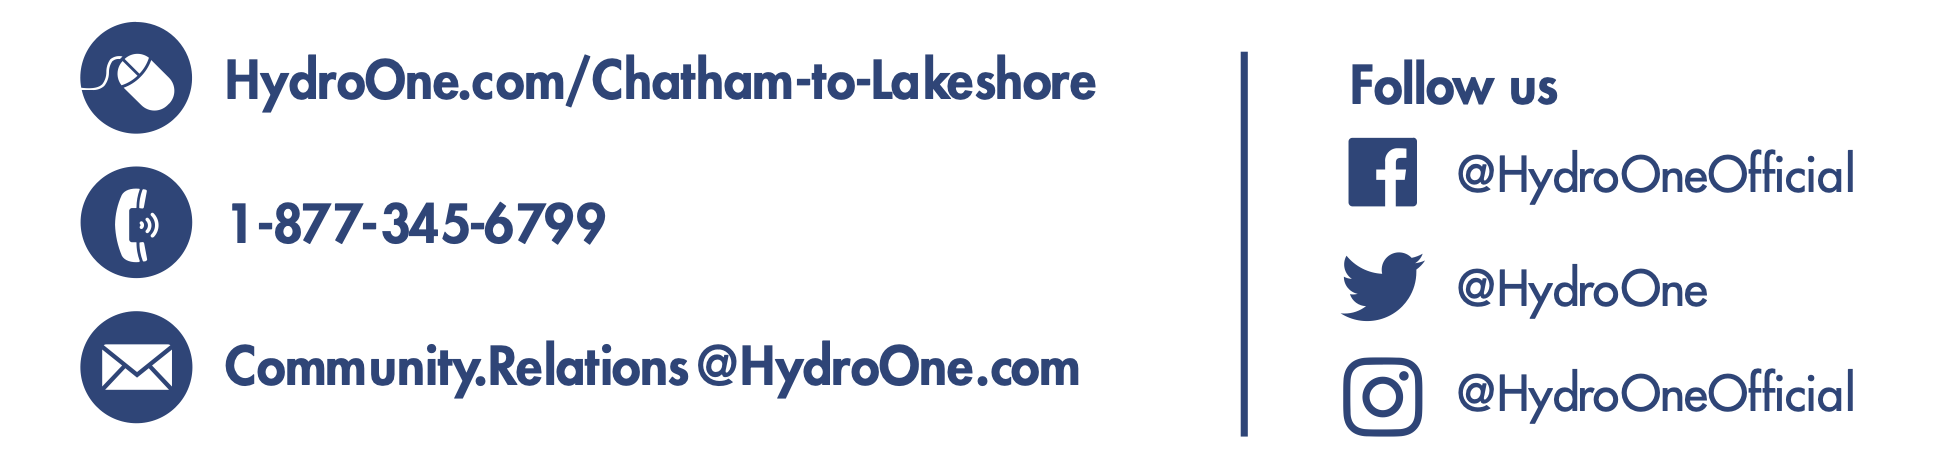 HydroOne.com/Chatham-to-Lakeshore
1-877-345-6799
Community.Relations@HydroOne.com
Follow us
@HydroOneOfficial
@HydroOne
@HydroOneOfficial